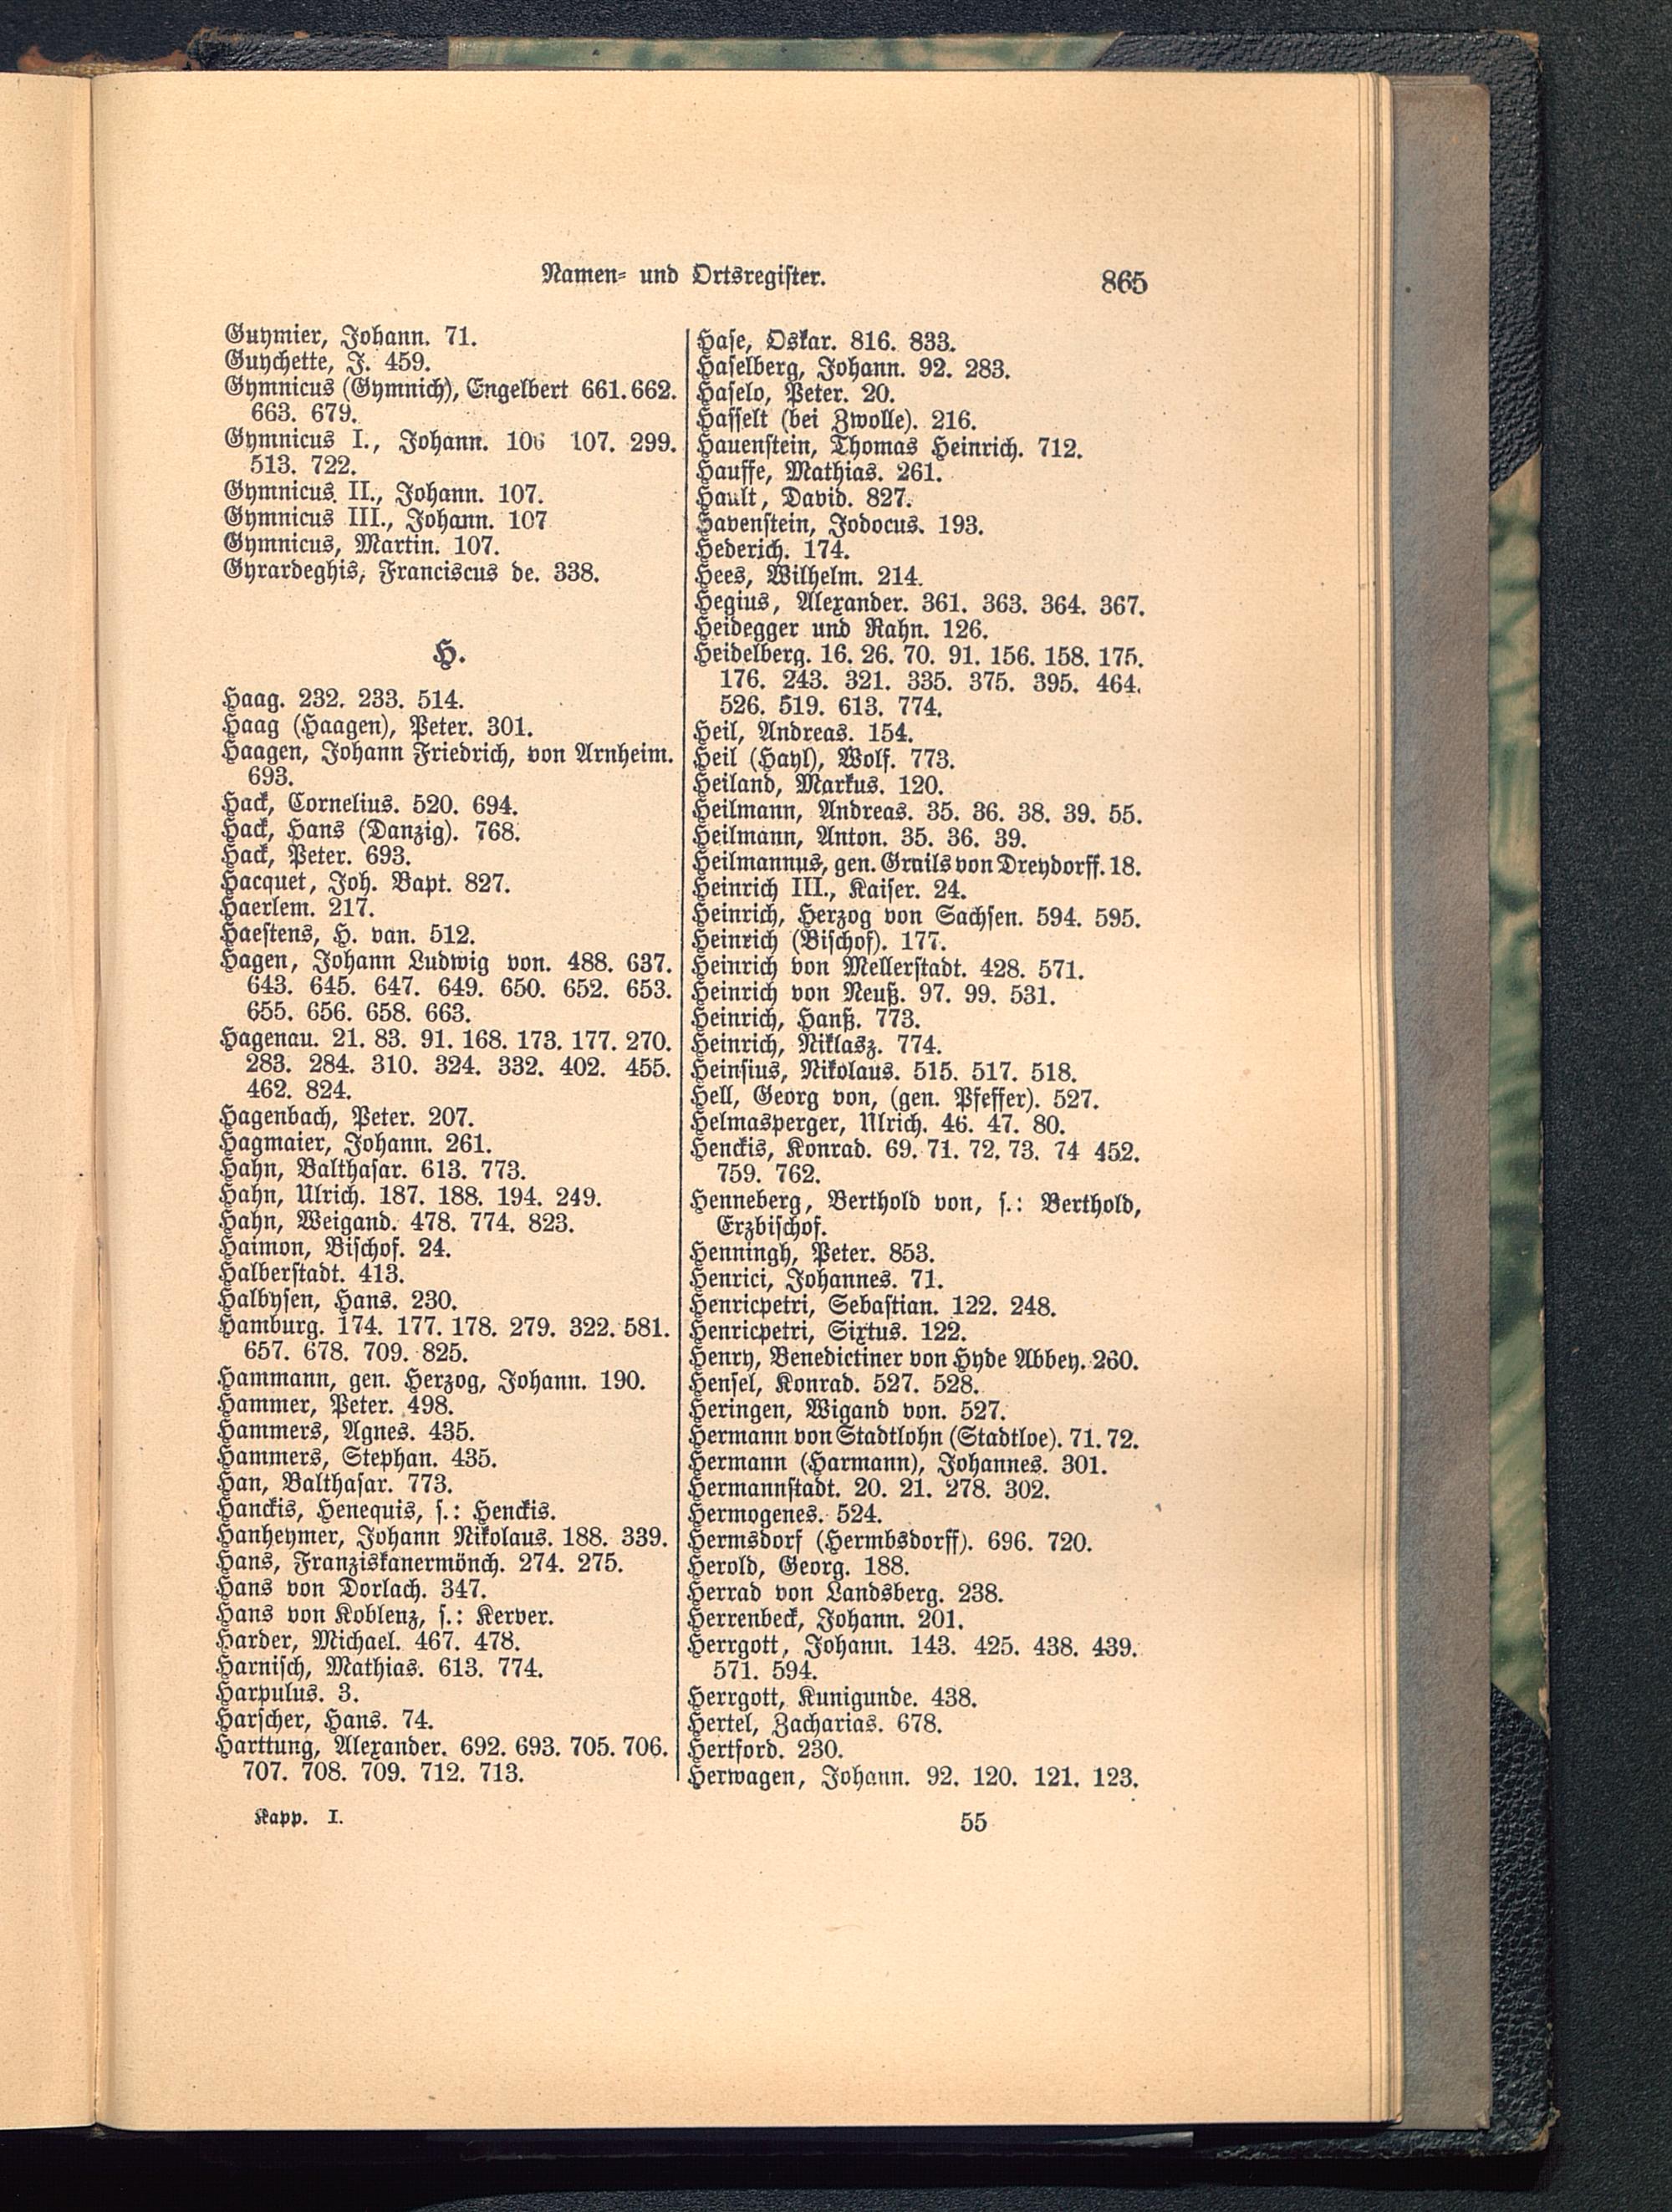 Namen- und Ortsregister. 865
Guymier, Johann. 71.
Guychette, J. 459.
Gymnicus (Gymnich), Engelbert 661. 662.
663. 679.
Gymnicus I., Johann. 106 107. 299.
513. 722.
Gymnicus II., Johann. 107.
Gymnicus III., Johann. 107
Gymnicus, Martin. 107.
Gyrardeghis, Franciscus de. 338.
H.
Haag. 232. 233. 514.
Haag (Haagen), Peter. 301.
Haagen, Johann Friedrich, von Arnheim.
693.
Hack, Cornelius. 520. 694.
Hack, Hans (Danzig). 768.
Hack, Peter. 693.
Hacquet, Joh. Bapt. 827.
Haerlem. 217.
Haestens, H. van. 512.
Hagen, Johann Ludwig von. 488. 637.
643. 645. 647. 649. 650. 652. 653.
655. 656. 658. 663.
Hagenau. 21. 83. 91. 168. 173. 177. 270.
283. 284. 310. 324. 332. 402. 455.
462. 824.
Hagenbach, Peter. 207.
Hagmaier, Johann. 261.
Hahn, Balthasar. 613. 773.
Hahn, Ulrich. 187. 188. 194. 249.
Hahn, Weigand. 478. 774. 823.
Haimon, Bischof. 24.
Halberstadt. 413.
Halbysen, Hans. 230.
Hamburg. 174. 177. 178. 279. 322. 581.
657. 678. 709. 825.
Hammann, gen. Herzog, Johann. 190.
Hammer, Peter. 498.
Hammers, Agnes. 435.
Hammers, Stephan. 435.
Han, Balthasar. 773.
Hanckis, Henequis, s.: Henckis.
Hanheymer, Johann Nikolaus. 188. 339.
Hans, Franziskanermönch. 274. 275.
Hans von Dorlach. 347.
Hans von Koblenz, s.: Kerver.
Harder, Michael. 467. 478.
Harnisch, Mathias. 613. 774.
Harpulus. 3.
Harscher, Hans. 74.
Harttung, Alexander. 692. 693. 705. 706.
707. 708. 709. 712. 713.
Hase, Oskar. 816. 833.
Haselberg, Johann. 92. 283.
Haselo, Peter. 20.
Hasselt (bei Zwolle). 216.
Hauenstein, Thomas Heinrich. 712.
Hauffe, Mathias. 261.
Hault, David. 827.
Havenstein, Jodocus. 193.
Hederich. 174.
Hees, Wilhelm. 214.
Hegius, Alexander. 361. 363. 364. 367.
Heidegger und Rahn. 126.
Heidelberg. 16. 26. 70. 91. 156. 158. 175.
176. 243. 321. 335. 375. 395. 464.
526. 519. 613. 774.
Heil, Andreas. 154.
Heil (Hayl), Wolf. 773.
Heiland, Markus. 120.
Heilmann, Andreas. 35. 36. 38. 39. 55.
Heilmann, Anton. 35. 36. 39.
Heilmannus, gen. Gruils von Dreydorff. 18.
Heinrich III., Kaiser. 24.
Heinrich, Herzog von Sachsen. 594. 595.
Heinrich (Bischof). 177.
Heinrich von Mellerstadt. 428. 571.
Heinrich von Neuß. 97. 99. 531.
Heinrich, Hanß. 773.
Heinrich, Niklasz. 774.
Heinsius, Nikolaus. 515. 517. 518.
Hell, Georg von, (gen. Pfeffer). 527.
Helmasperger, Ulrich. 46. 47. 80.
Henckis, Konrad. 69. 71. 72. 73. 74 452.
759. 762.
Henneberg, Berthold von, s.: Berthold,
Erzbischof.
Henningh, Peter. 853.
Henrici, Johannes. 71.
Henricpetri, Sebastian. 122. 248.
Henricpetri, Sixtus. 122.
Henry, Benedictiner von Hyde Abbey. 260.
Hensel, Konrad. 527. 528.
Heringen, Wigand von. 527.
Hermann von Stadtlohn (Stadtloe). 71. 72.
Hermann (Harmann), Johannes. 301.
Hermannstadt. 20. 21. 278. 302.
Hermogenes. 524.
Hermsdorf (Hermbsdorff). 696. 720.
Herold, Georg. 188.
Herrad von Landsberg. 238.
Herrenbeck, Johann. 201.
Herrgott, Johann. 143. 425. 438. 439.
571. 594.
Herrgott, Kunigunde. 438.
Hertel, Zacharias. 678.
Hertford. 230.
Herwagen, Johann. 92. 120. 121. 123.
Kapp. I. 55